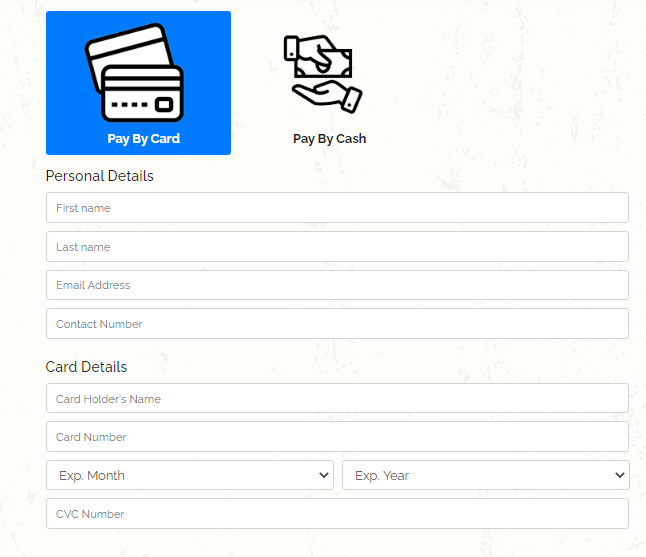 Pay By Card
Pay By Cash
Personal Details
First name
Last name
Email Address
Contact Number
Card Details
Card Holder's Name
Card Number
Exp. Month
Exp. Year
CVC Number